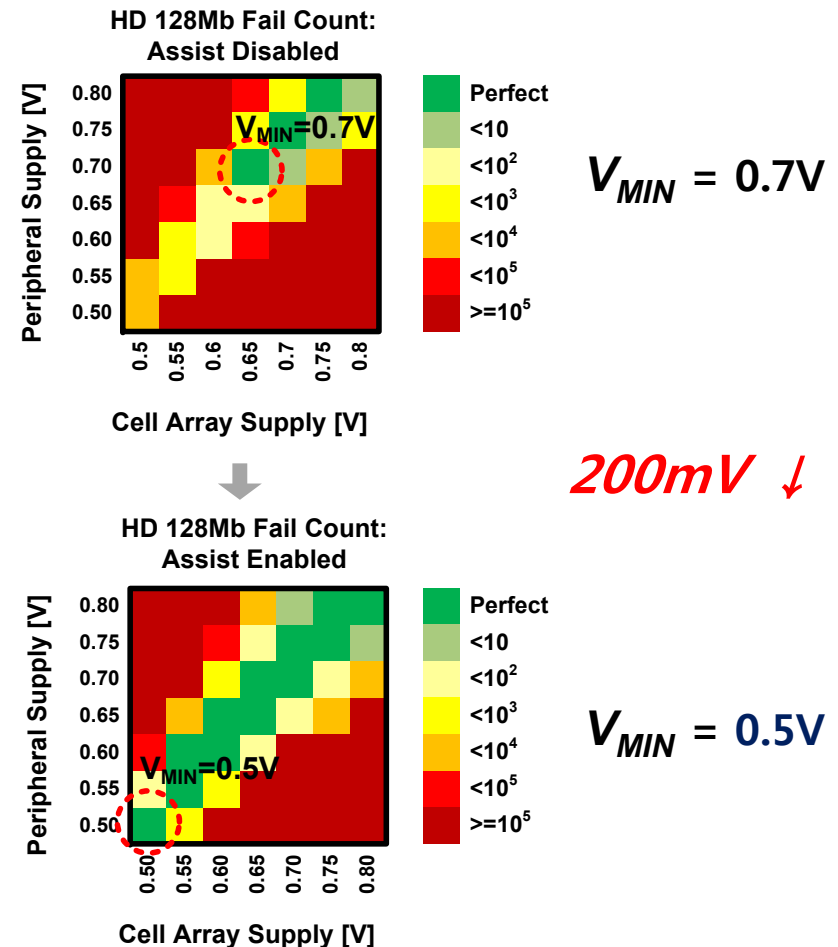 HD 128Mb Fail Count:
Assist Disabled
Peripheral Supply [V]
0.80
0.75
0.70
0.65
0.60
0.55
0.50
V_MIN=0.7V
0.5
0.55
0.6
0.65
0.7
0.75
0.8
Cell Array Supply [V]
Perfect
<10
<10²
<10³
<10⁴
<10⁵
>=10⁵
V_MIN = 0.7V
200mV ↓
HD 128Mb Fail Count:
Assist Enabled
Peripheral Supply [V]
0.80
0.75
0.70
0.65
0.60
0.55
0.50
V_MIN=0.5V
0.50
0.55
0.60
0.65
0.70
0.75
0.80
Cell Array Supply [V]
Perfect
<10
<10²
<10³
<10⁴
<10⁵
>=10⁵
V_MIN = 0.5V